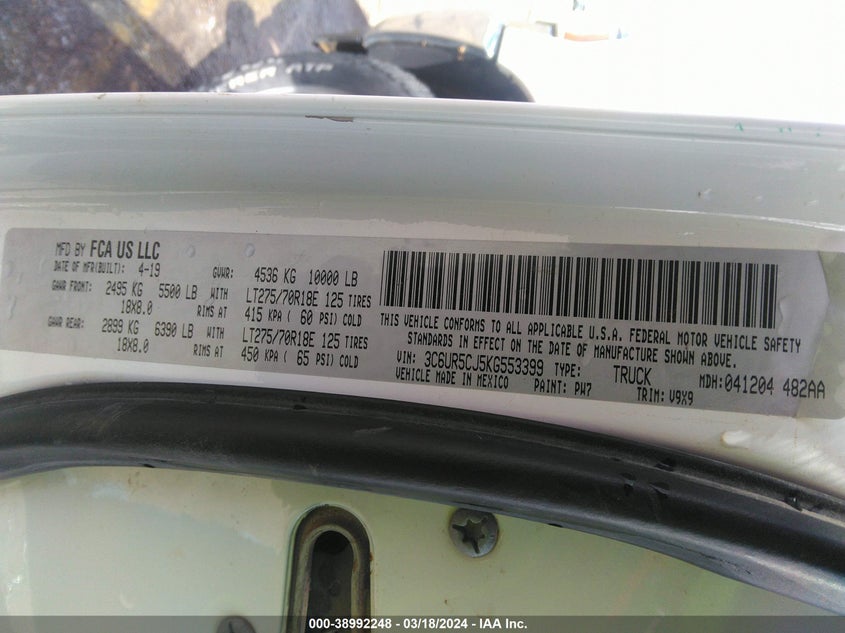 MFD BY FCA US LLC
DATE OF MFR(BUILT): 4-19 GVWR: 4536 KG 10000 LB
GAWR FRONT: 2495 KG 5500 LB WITH LT275/70R18E 125 TIRES
18X8.0 RIMS AT 415 KPA ( 60 PSI) COLD
GAWR REAR: 2899 KG 6390 LB WITH LT275/70R18E 125 TIRES
18X8.0 RIMS AT 450 KPA ( 65 PSI) COLD
THIS VEHICLE CONFORMS TO ALL APPLICABLE U.S.A. FEDERAL MOTOR VEHICLE SAFETY
STANDARDS IN EFFECT ON THE DATE OF MANUFACTURE SHOWN ABOVE.
VIN: 3C6UR5CJ5KG553399 TYPE: TRUCK MDH: 041204 482AA
VEHICLE MADE IN MEXICO PAINT: PW7 TRIM: V9X9
000-38992248 - 03/18/2024 - IAA Inc.